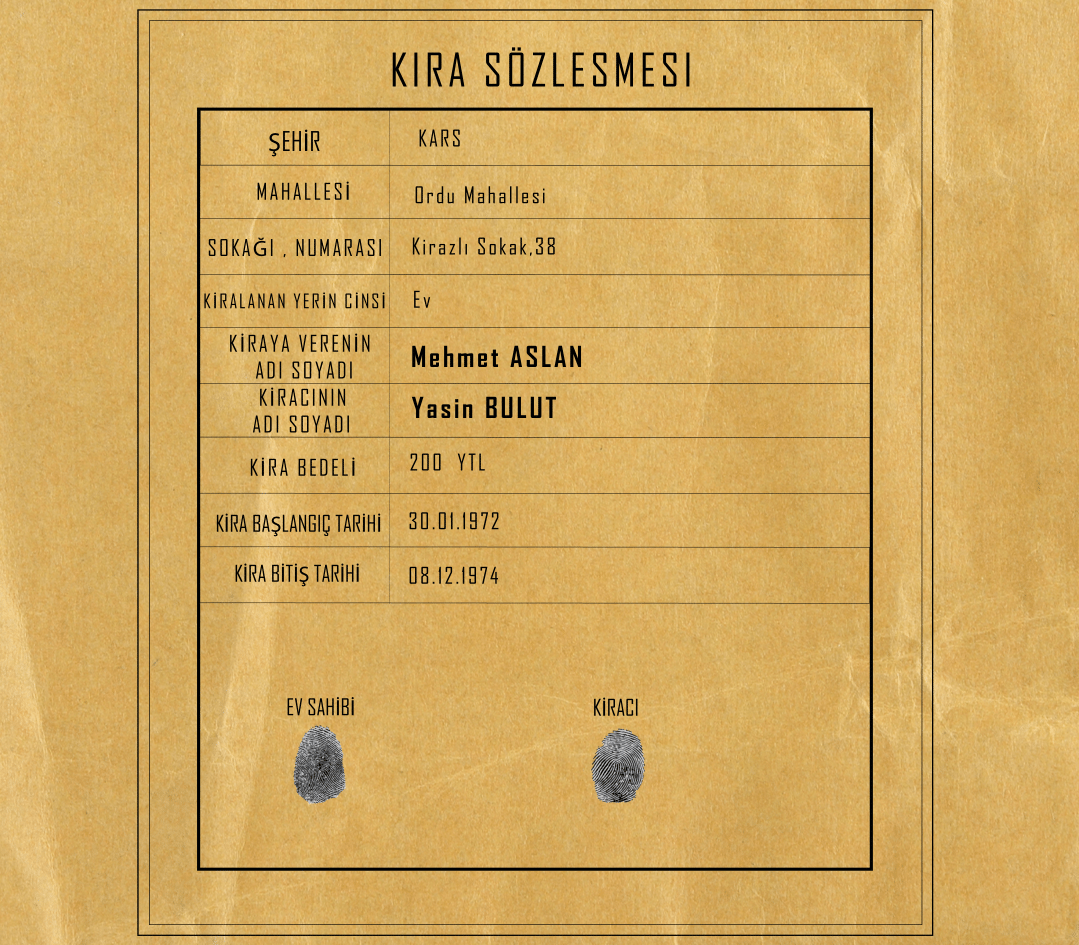 KIRA SÖZLESMESI
ŞEHİR KARS
MAHALLESİ Ordu Mahallesi
SOKAĞI , NUMARASI Kirazlı Sokak,38
KİRALANAN YERİN CİNSİ Ev
KİRAYA VERENİN
ADI SOYADI Mehmet ASLAN
KİRACININ
ADI SOYADI Yasin BULUT
KİRA BEDELİ 200 YTL
KİRA BAŞLANGIÇ TARİHİ 30.01.1972
KİRA BİTİŞ TARİHİ 08.12.1974
EV SAHİBİ KİRACI